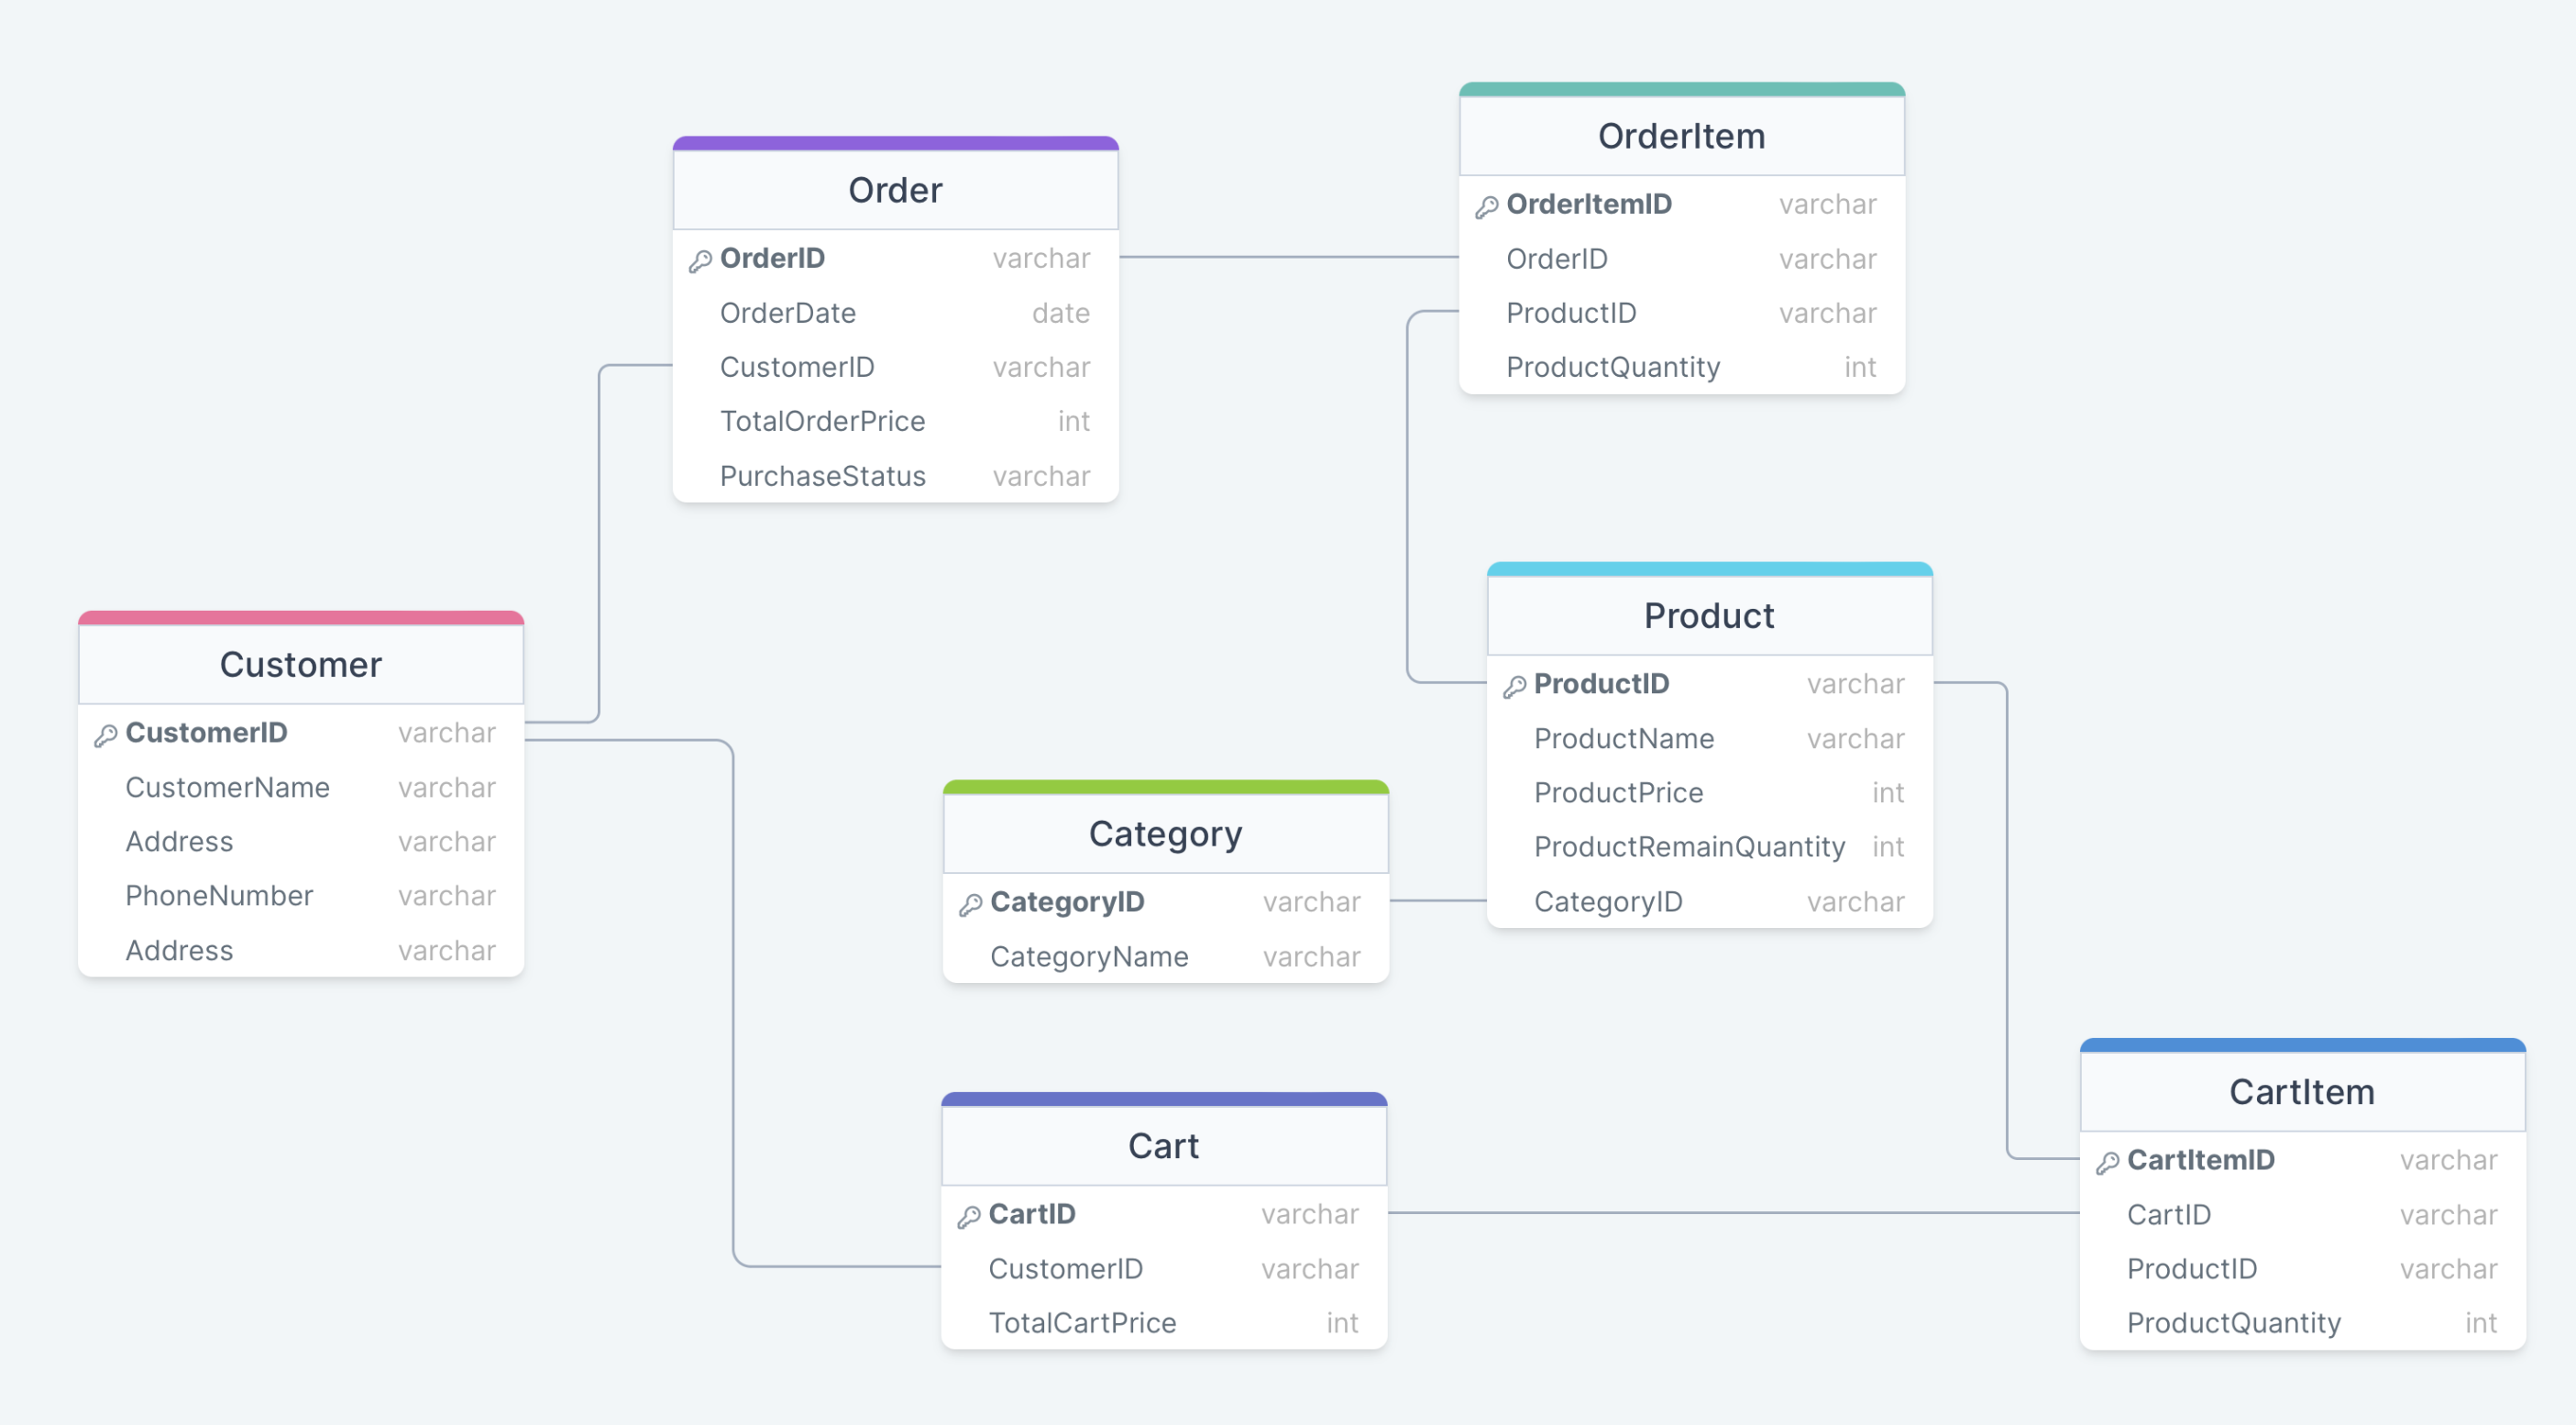 Order
OrderID varchar
OrderDate date
CustomerID varchar
TotalOrderPrice int
PurchaseStatus varchar
OrderItem
OrderItemID varchar
OrderID varchar
ProductID varchar
ProductQuantity int
Customer
CustomerID varchar
CustomerName varchar
Address varchar
PhoneNumber varchar
Address varchar
Product
ProductID varchar
ProductName varchar
ProductPrice int
ProductRemainQuantity int
CategoryID varchar
Category
CategoryID varchar
CategoryName varchar
Cart
CartID varchar
CustomerID varchar
TotalCartPrice int
CartItem
CartItemID varchar
CartID varchar
ProductID varchar
ProductQuantity int